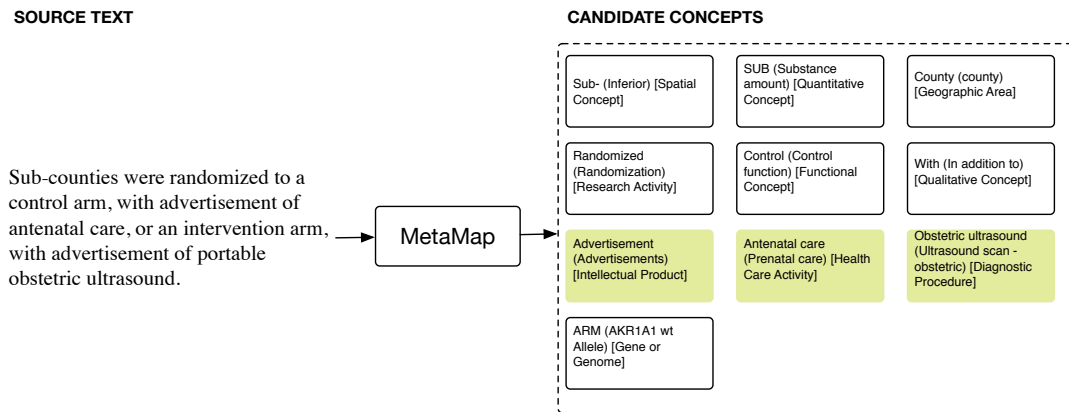 SOURCE TEXT
CANDIDATE CONCEPTS
Sub-counties were randomized to a
control arm, with advertisement of
antenatal care, or an intervention arm,
with advertisement of portable
obstetric ultrasound.
MetaMap
Sub- (Inferior) [Spatial
Concept]
SUB (Substance
amount) [Quantitative
Concept]
County (county)
[Geographic Area]
Randomized
(Randomization)
[Research Activity]
Control (Control
function) [Functional
Concept]
With (In addition to)
[Qualitative Concept]
Advertisement
(Advertisements)
[Intellectual Product]
Antenatal care
(Prenatal care) [Health
Care Activity]
Obstetric ultrasound
(Ultrasound scan -
obstetric) [Diagnostic
Procedure]
ARM (AKR1A1 wt
Allele) [Gene or
Genome]